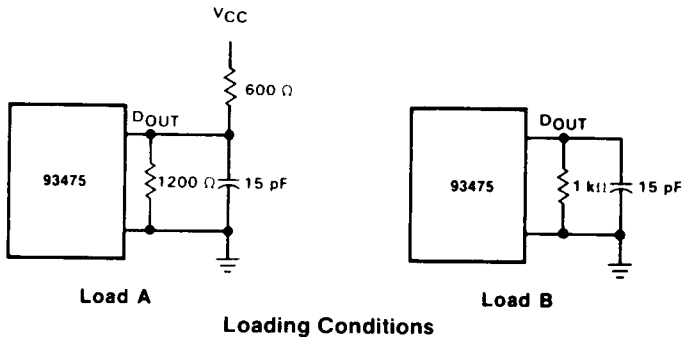 VCC
600 Ω
DOUT
93475
1200 Ω
15 pF
Load A
DOUT
93475
1 kΩ
15 pF
Load B
Loading Conditions